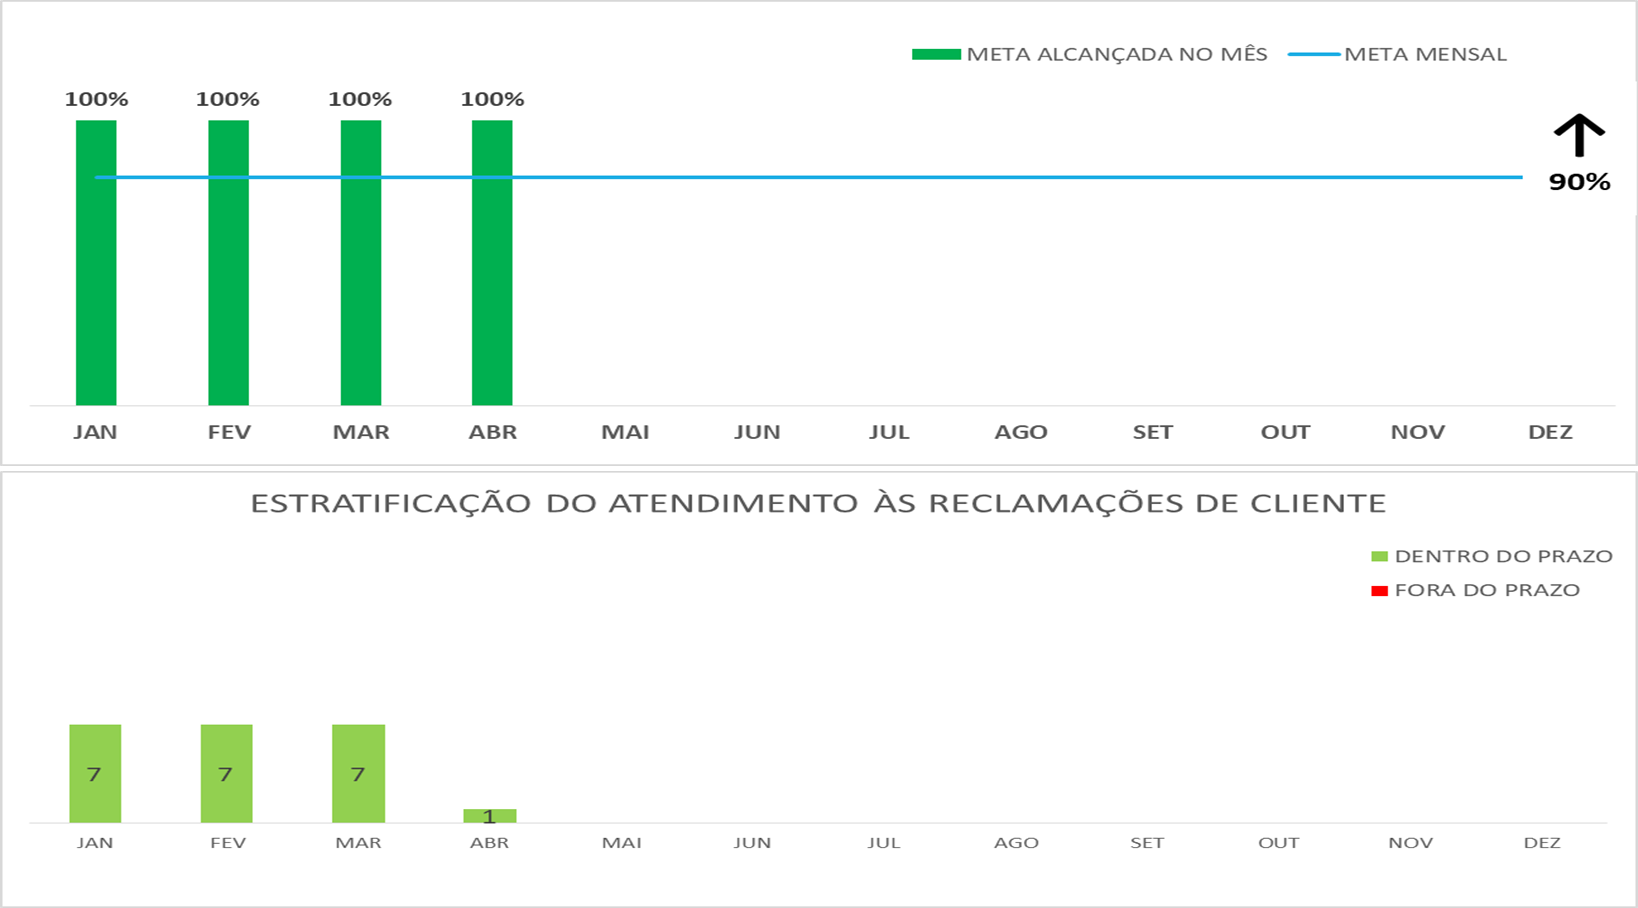 META ALCANÇADA NO MÊS META MENSAL
100% 100% 100% 100%
90%
JAN FEV MAR ABR MAI JUN JUL AGO SET OUT NOV DEZ
ESTRATIFICAÇÃO DO ATENDIMENTO ÀS RECLAMAÇÕES DE CLIENTE
DENTRO DO PRAZO
FORA DO PRAZO
7 7 7 1
JAN FEV MAR ABR MAI JUN JUL AGO SET OUT NOV DEZ